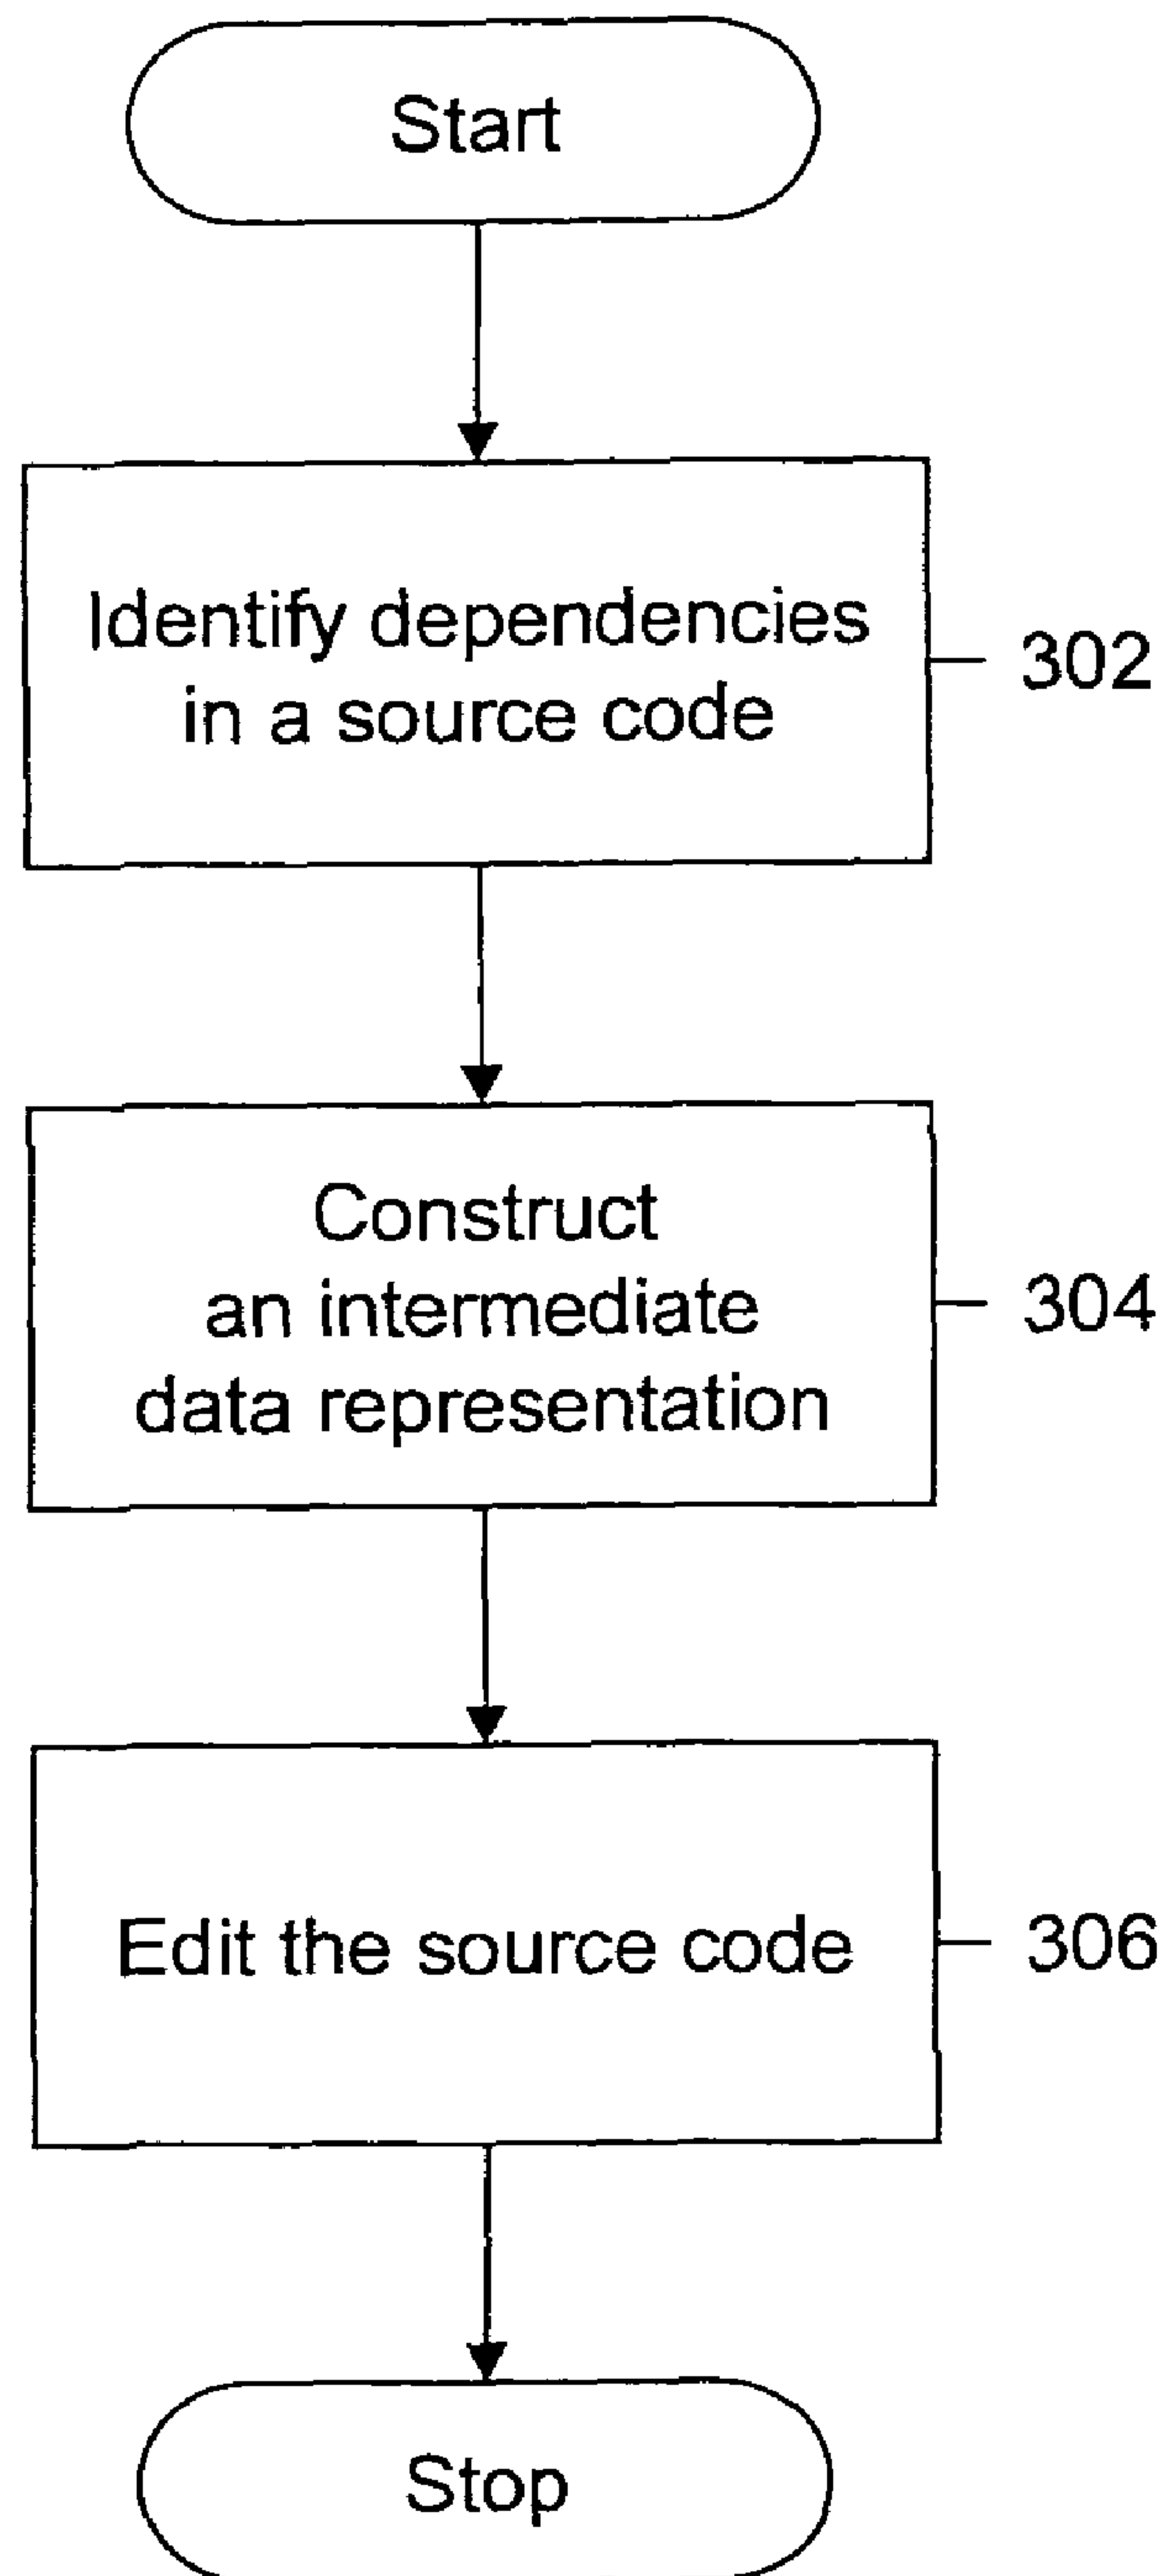 Start
Identify dependencies
in a source code
302
Construct
an intermediate
data representation
304
Edit the source code
306
Stop